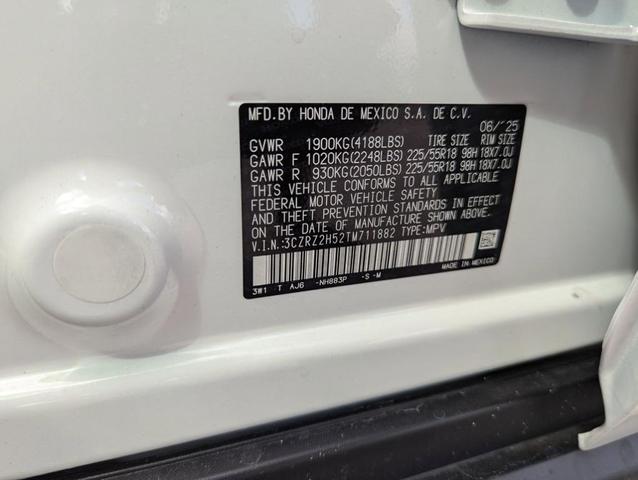 MFD.BY HONDA DE MEXICO S.A. DE C.V.
06/'25
GVWR 1900KG(4188LBS) TIRE SIZE RIM SIZE
GAWR F 1020KG(2248LBS) 225/55R18 98H 18X7.0J
GAWR R 930KG(2050LBS) 225/55R18 98H 18X7.0J
THIS VEHICLE CONFORMS TO ALL APPLICABLE
FEDERAL MOTOR VEHICLE SAFETY
AND THEFT PREVENTION STANDARDS IN EFFECT
ON THE DATE OF MANUFACTURE SHOWN ABOVE.
V.I.N.:3CZRZ2H52TM711882 TYPE:MPV
MADE IN MEXICO
3W1 T AJ6 -NH883P -S -M